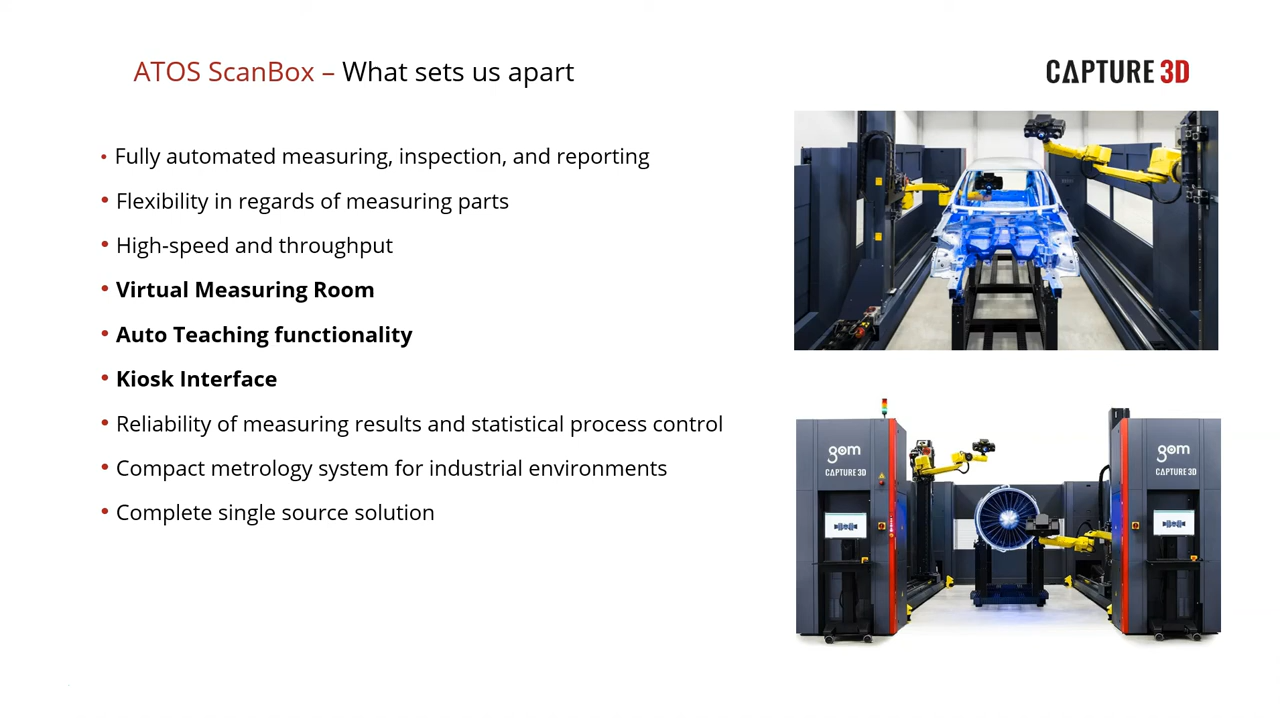 ATOS ScanBox – What sets us apart
CAPTURE 3D
• Fully automated measuring, inspection, and reporting
• Flexibility in regards of measuring parts
• High-speed and throughput
• Virtual Measuring Room
• Auto Teaching functionality
• Kiosk Interface
• Reliability of measuring results and statistical process control
• Compact metrology system for industrial environments
• Complete single source solution
gom
CAPTURE 3D
gom
CAPTURE 3D